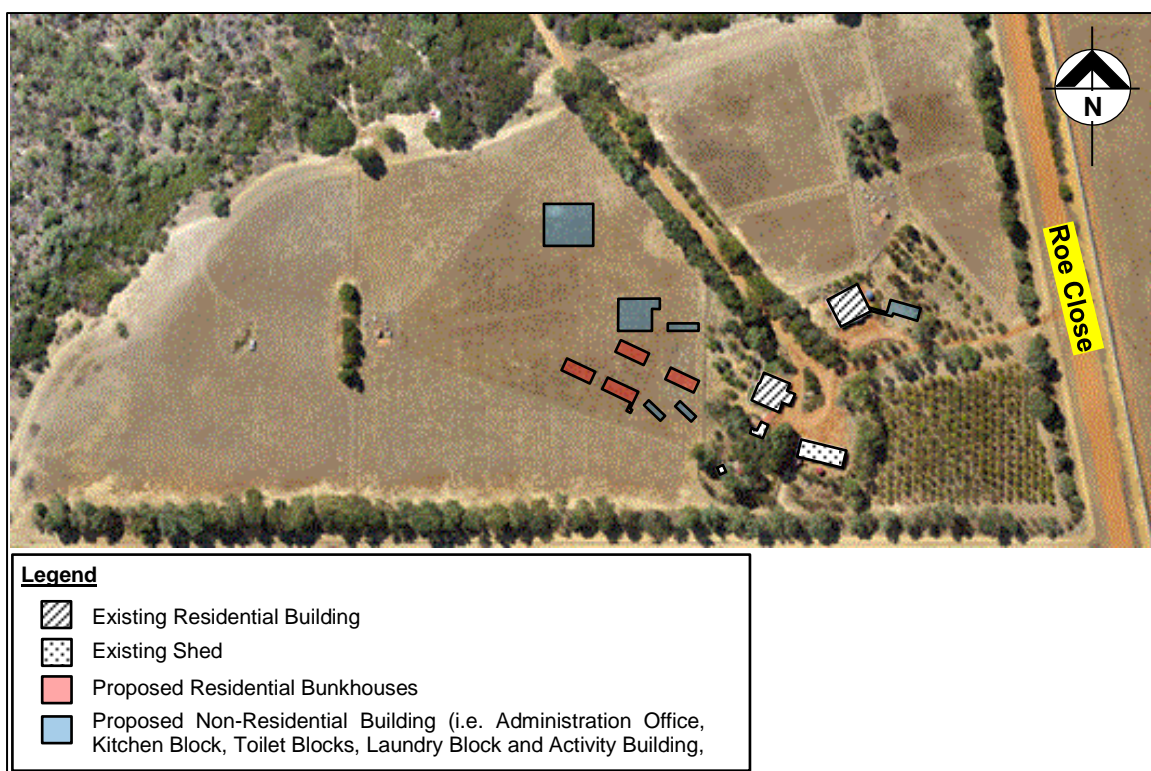 N
Roe Close
Legend
Existing Residential Building
Existing Shed
Proposed Residential Bunkhouses
Proposed Non-Residential Building (i.e. Administration Office,
Kitchen Block, Toilet Blocks, Laundry Block and Activity Building,